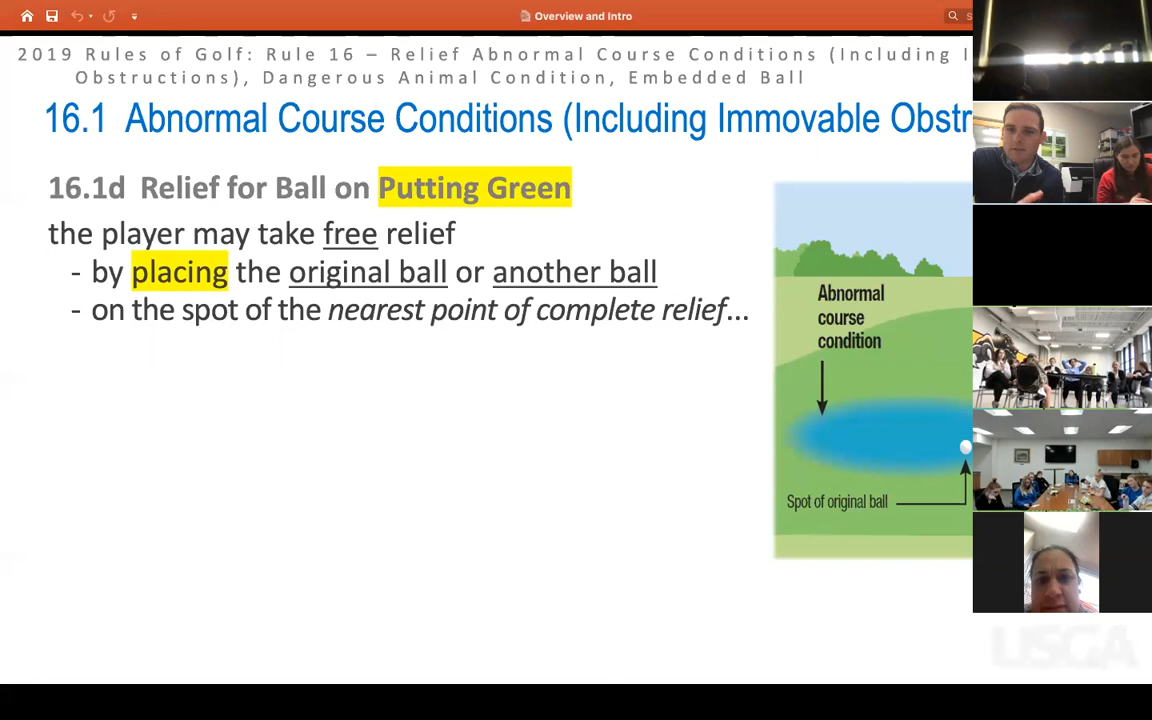 Overview and Intro
2019 Rules of Golf: Rule 16 – Relief Abnormal Course Conditions (Including I
Obstructions), Dangerous Animal Condition, Embedded Ball
16.1 Abnormal Course Conditions (Including Immovable Obstr
16.1d Relief for Ball on Putting Green
the player may take free relief
- by placing the original ball or another ball
- on the spot of the nearest point of complete relief...
Abnormal
course
condition
Spot of original ball
USGA